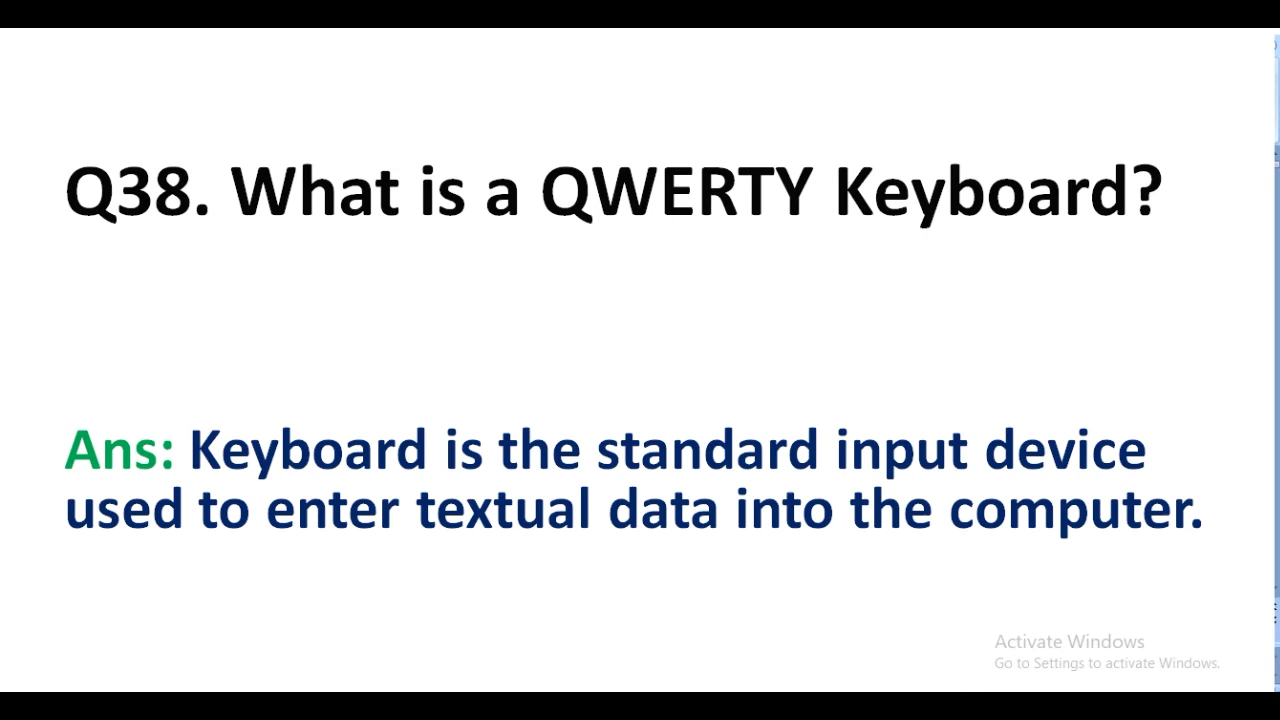 Q38. What is a QWERTY Keyboard?
Ans: Keyboard is the standard input device
used to enter textual data into the computer.
Activate Windows
Go to Settings to activate Windows.